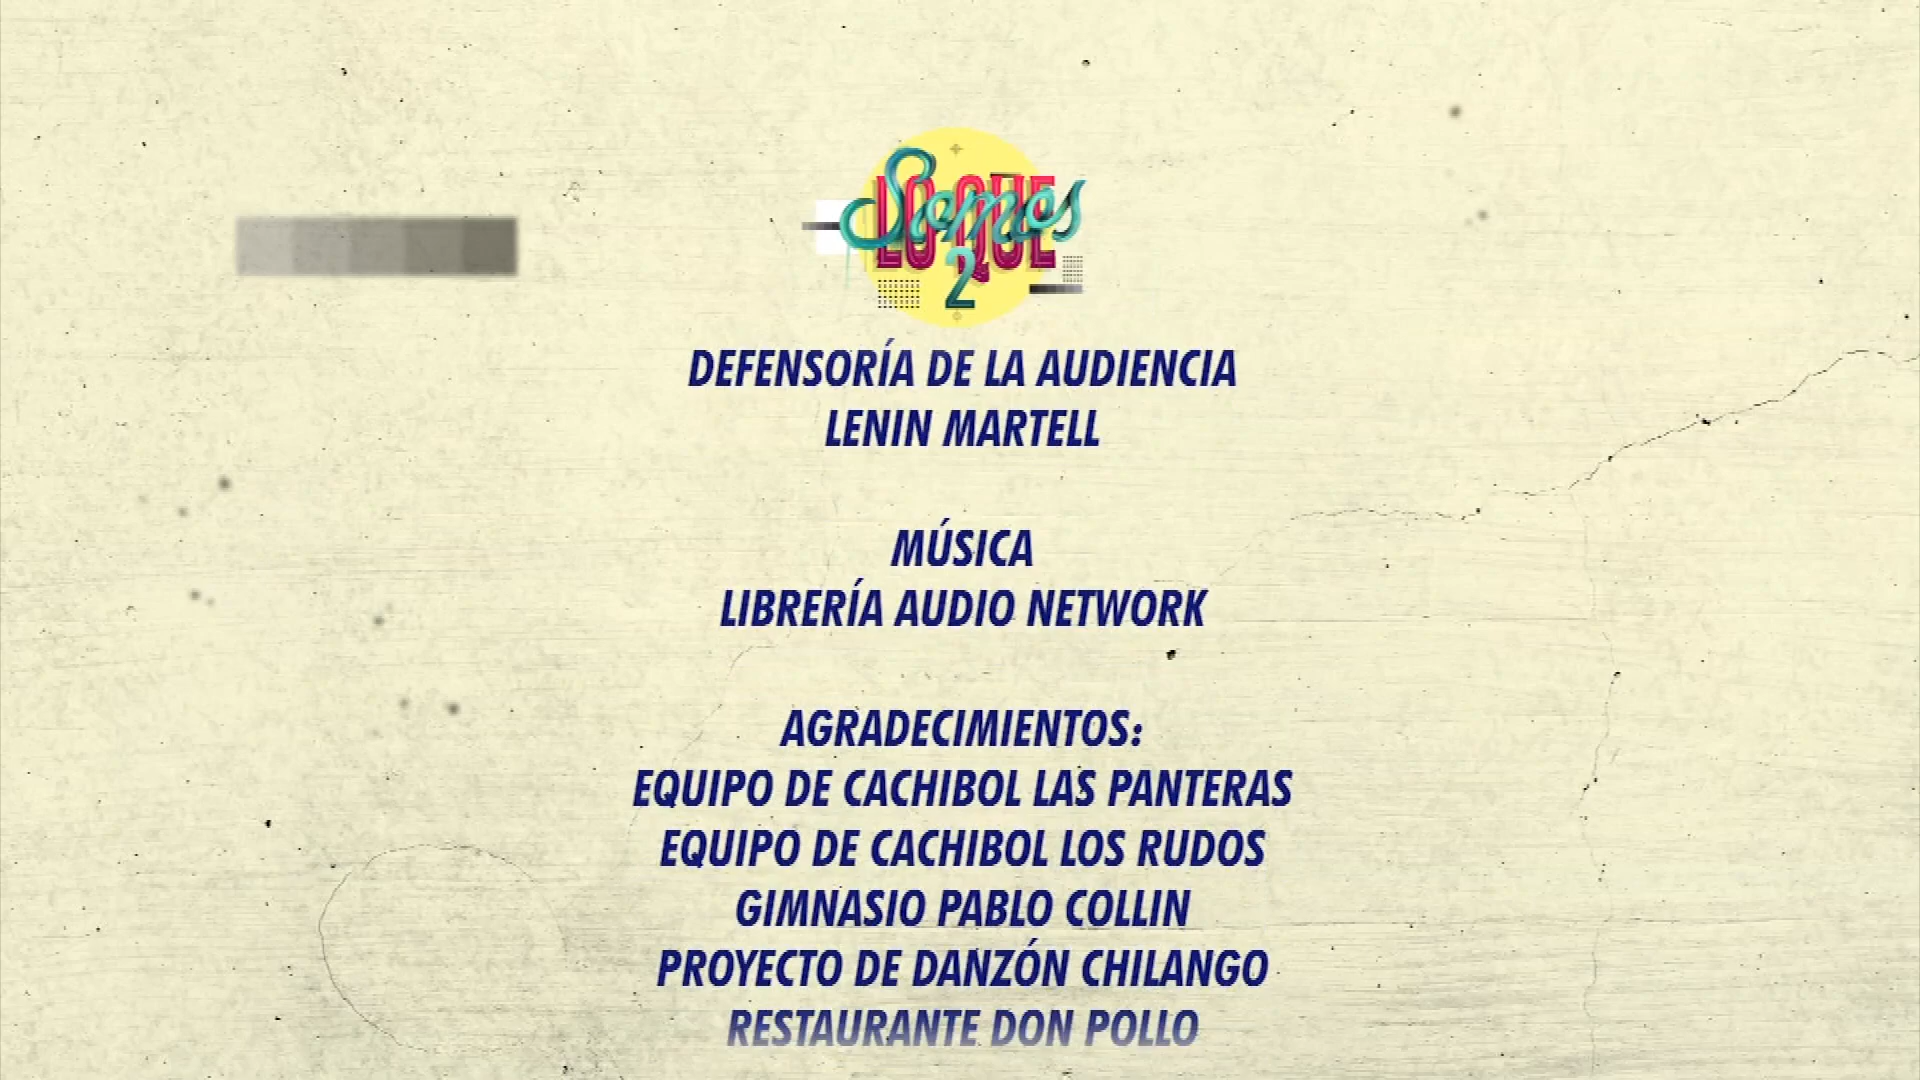 LO QUE
Somos
2
DEFENSORÍA DE LA AUDIENCIA
LENIN MARTELL
MÚSICA
LIBRERÍA AUDIO NETWORK
AGRADECIMIENTOS:
EQUIPO DE CACHIBOL LAS PANTERAS
EQUIPO DE CACHIBOL LOS RUDOS
GIMNASIO PABLO COLLIN
PROYECTO DE DANZÓN CHILANGO
RESTAURANTE DON POLLO